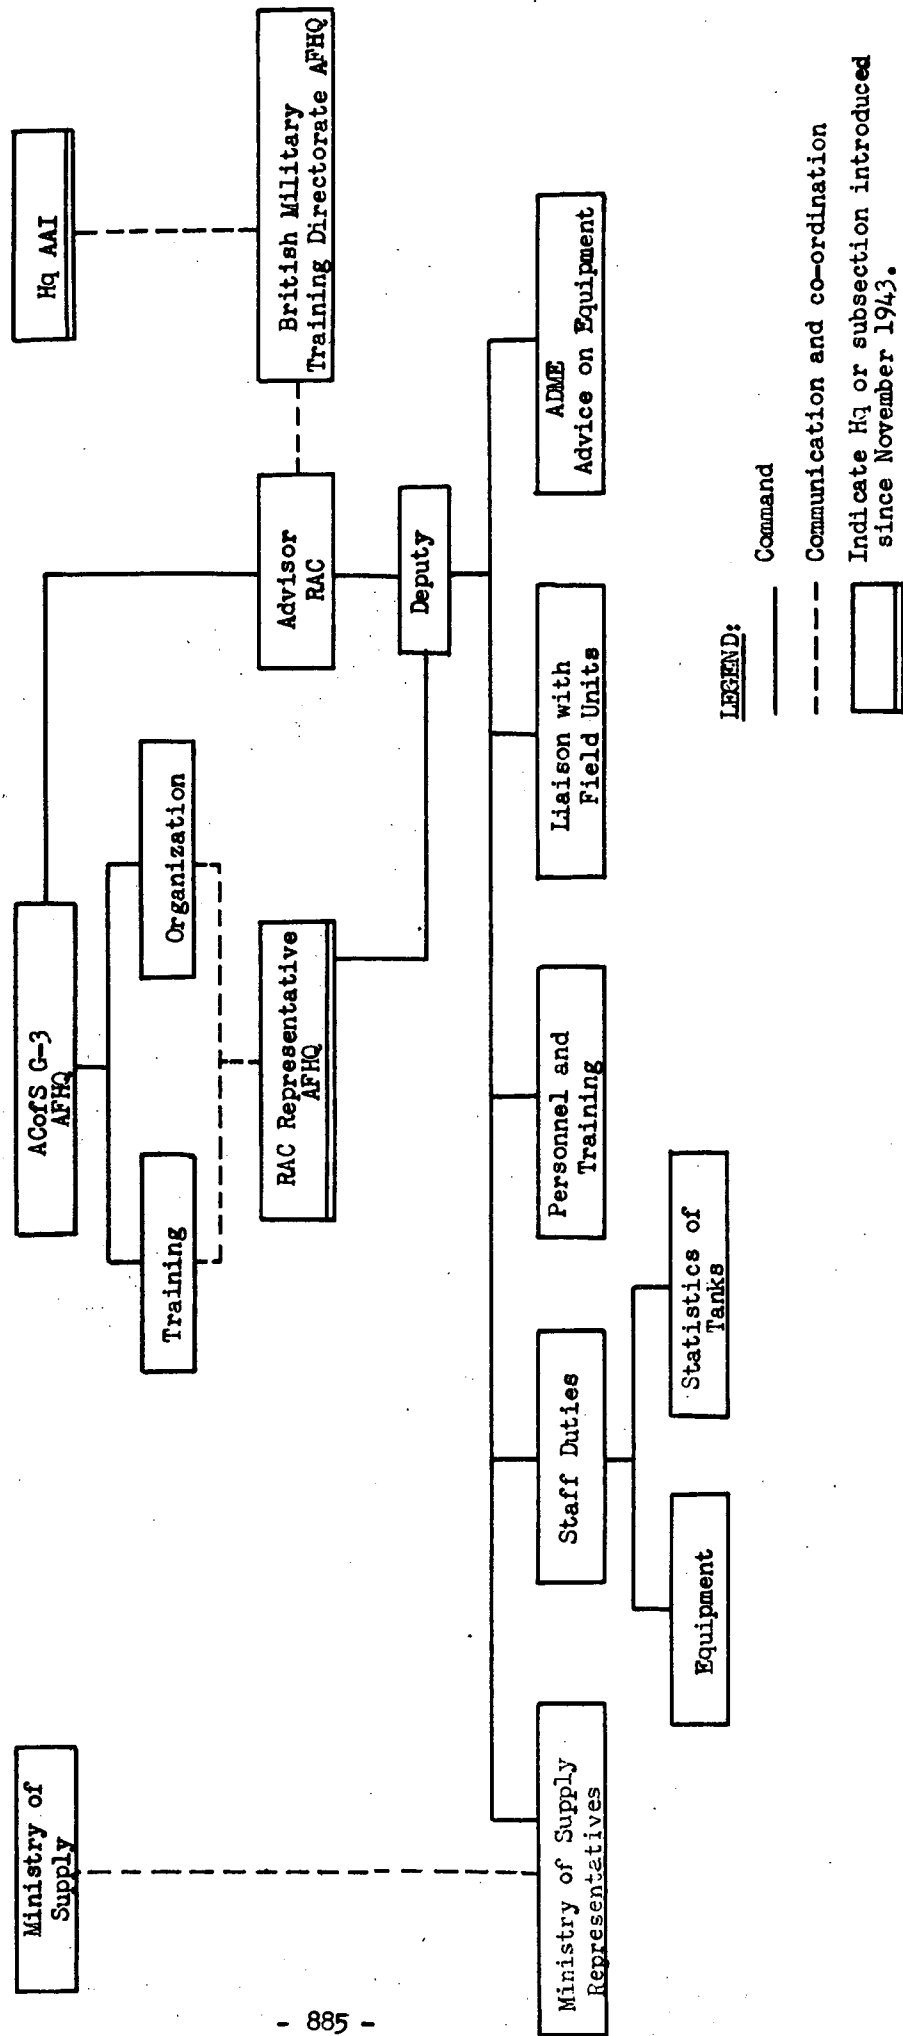 Ministry of
Supply
ACofS G-3
AFHQ
Hq AAI
Training
Organization
RAC Representative
AFHQ
Advisor
RAC
British Military
Training Directorate AFHQ
Deputy
Ministry of Supply
Representatives
Staff Duties
Personnel and
Training
Liaison with
Field Units
ADME
Advice on Equipment
Equipment
Statistics of
Tanks
LEGEND:
Command
Communication and co-ordination
Indicate Hq or subsection introduced
since November 1943.
- 885 -